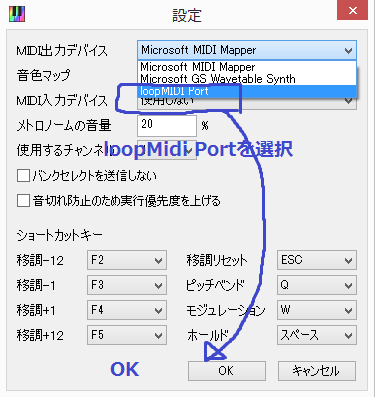 設定
MIDI出力デバイス
Microsoft MIDI Mapper
Microsoft MIDI Mapper
音色マップ
Microsoft GS Wavetable Synth
loopMIDI Port
MIDI入力デバイス
使用しない
メトロノームの音量
20
%
使用するチャンネル
loopMidi Portを選択
バンクセレクトを送信しない
音切れ防止のため実行優先度を上げる
ショートカットキー
移調-12
F2
移調リセット
ESC
移調-1
F3
ピッチベンド
Q
移調+1
F4
モジュレーション
W
移調+12
F5
ホールド
スペース
OK
OK
キャンセル